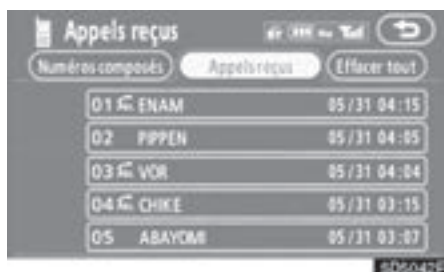 Appels reçus
Numéros composés Appels reçus Effacer tout
01 ENAM 05/31 04:15
02 PIPPEN 05/31 04:05
03 VOR 05/31 04:04
04 CHIKE 05/31 03:15
05 ABAYOMI 05/31 03:07